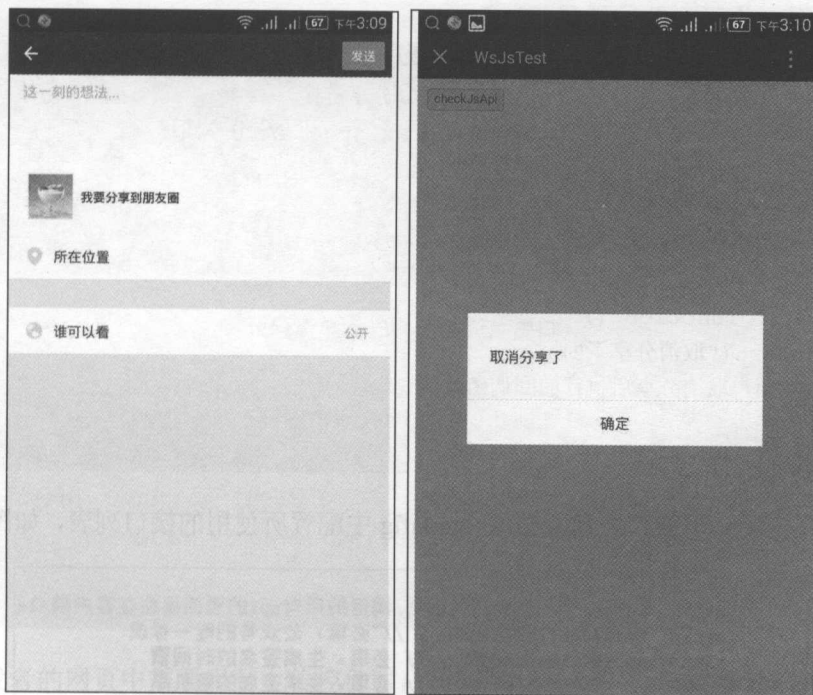 67 下午3:09
发送
这一刻的想法...
我要分享到朋友圈
所在位置
谁可以看 公开
67 下午3:10
WsJsTest
checkJsApi
取消分享了
确定